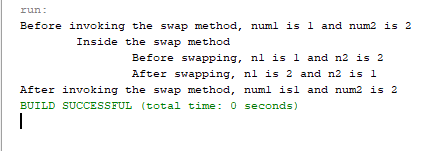 run:
Before invoking the swap method, num1 is 1 and num2 is 2
Inside the swap method
Before swapping, n1 is 1 and n2 is 2
After swapping, n1 is 2 and n2 is 1
After invoking the swap method, num1 is1 and num2 is 2
BUILD SUCCESSFUL (total time: 0 seconds)